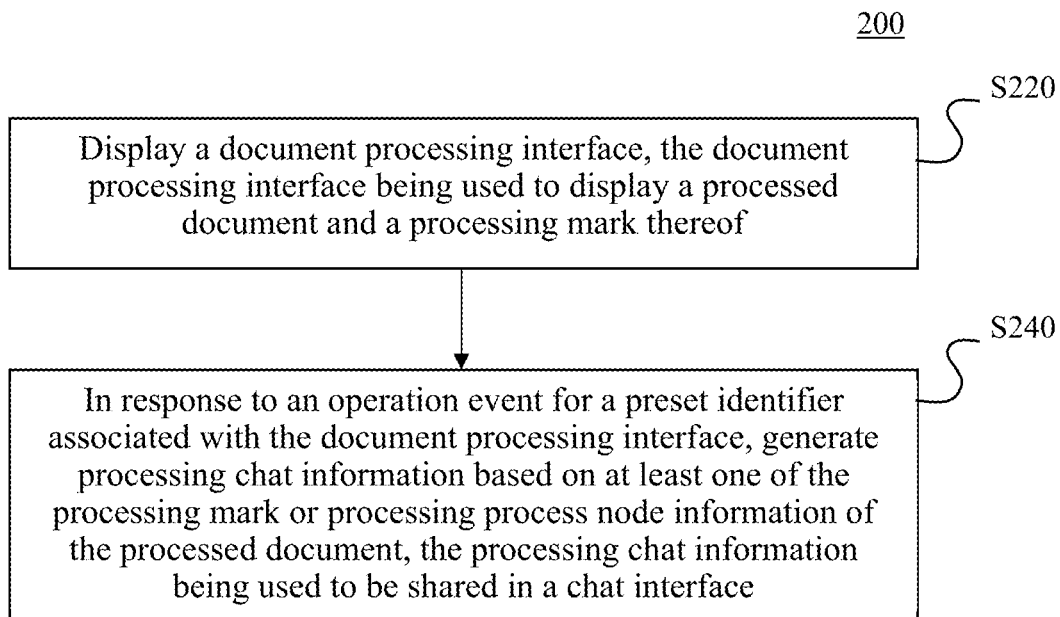 200
S220
Display a document processing interface, the document
processing interface being used to display a processed
document and a processing mark thereof
S240
In response to an operation event for a preset identifier
associated with the document processing interface, generate
processing chat information based on at least one of the
processing mark or processing process node information of
the processed document, the processing chat information
being used to be shared in a chat interface